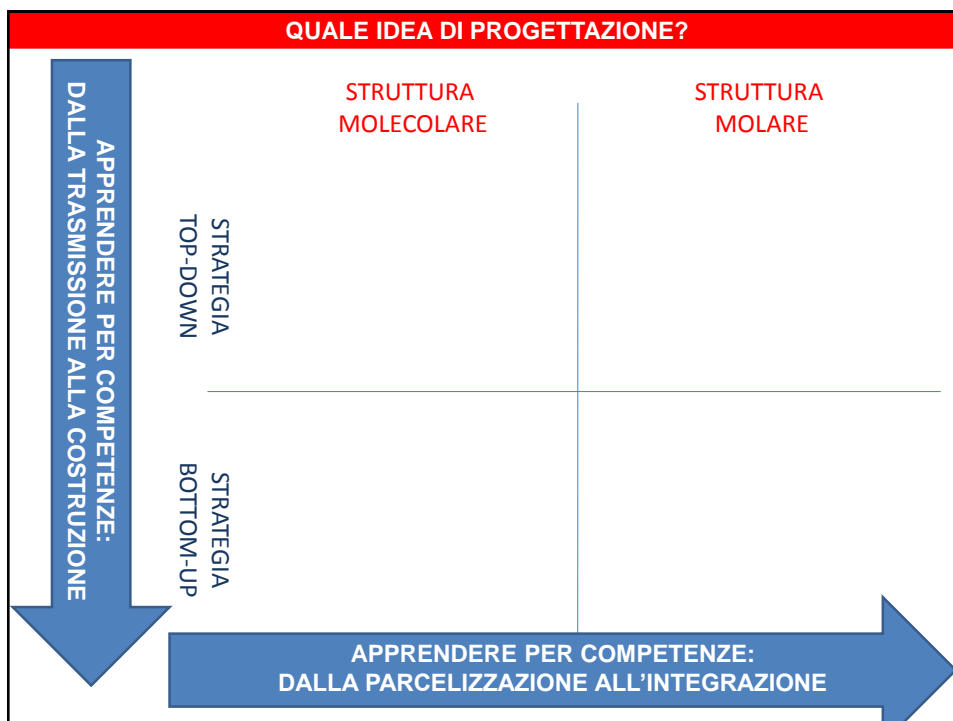 QUALE IDEA DI PROGETTAZIONE?
STRUTTURA
MOLECOLARE
STRUTTURA
MOLARE
APPRENDERE PER COMPETENZE:
DALLA TRASMISSIONE ALLA COSTRUZIONE
STRATEGIA
TOP-DOWN
STRATEGIA
BOTTOM-UP
APPRENDERE PER COMPETENZE:
DALLA PARCELIZZAZIONE ALL’INTEGRAZIONE